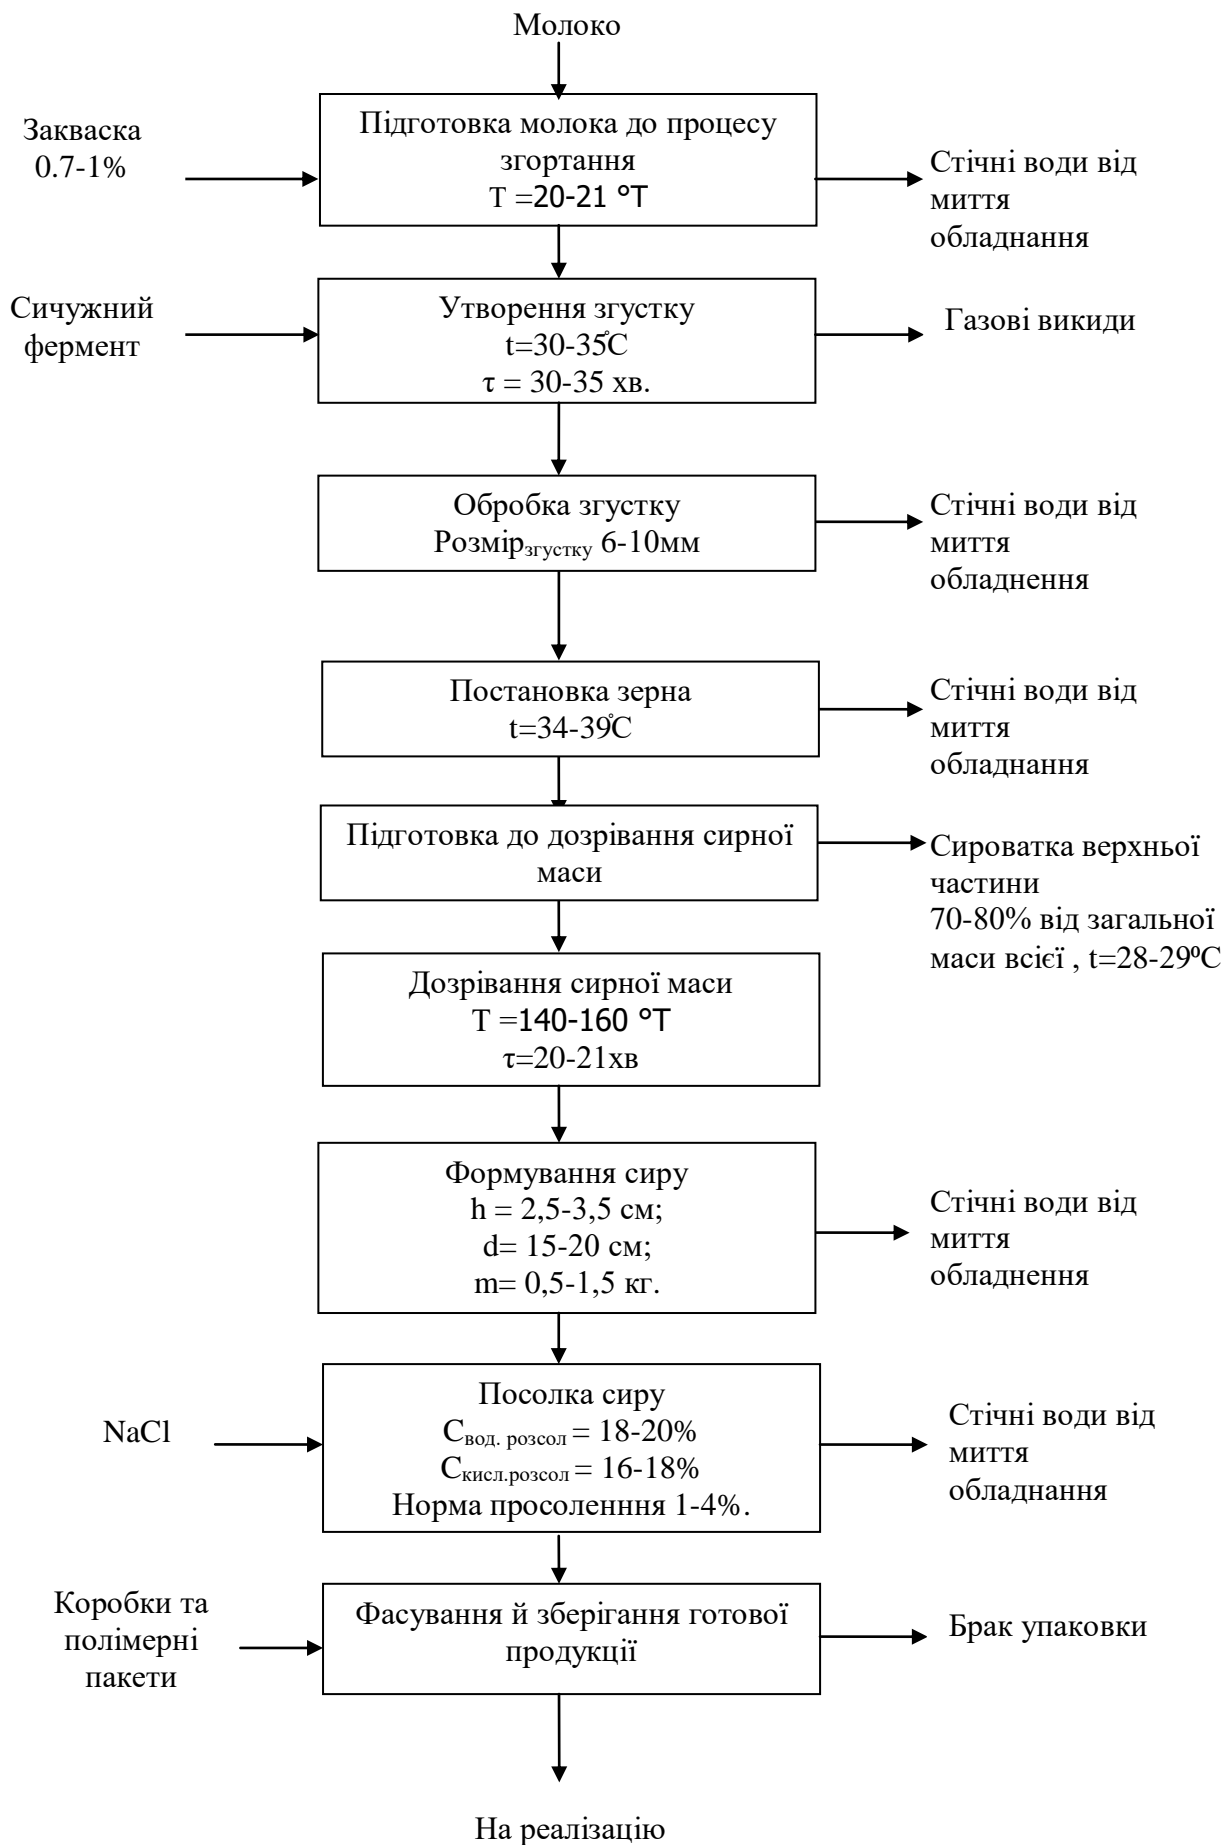 Молоко
Закваска
0.7-1%
Підготовка молока до процесу
згортання
Т =20-21 °Т
Стічні води від
миття
обладнання
Сичужний
фермент
Утворення згустку
t=30-35°С
τ = 30-35 хв.
Газові викиди
Обробка згустку
Розмірзгустку 6-10мм
Стічні води від
миття
обладнення
Постановка зерна
t=34-39°С
Стічні води від
миття
обладнання
Підготовка до дозрівання сирної
маси
Сироватка верхньої
частини
70-80% від загальної
маси всієї , t=28-29⁰С
Дозрівання сирної маси
Т =140-160 °Т
τ=20-21хв
Формування сиру
h = 2,5-3,5 см;
d= 15-20 см;
m= 0,5-1,5 кг.
Стічні води від
миття
обладнення
NaCl
Посолка сиру
Свод. розсол = 18-20%
Скисл.розсол = 16-18%
Норма просоленння 1-4%.
Стічні води від
миття
обладнання
Коробки та
полімерні
пакети
Фасування й зберігання готової
продукції
Брак упаковки
На реалізацію